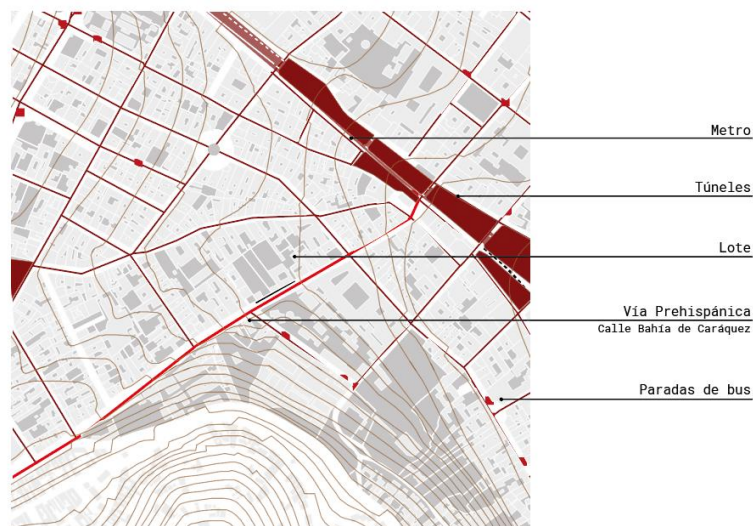 Metro
Túneles
Lote
Vía Prehispánica
Calle Bahía de Caráquez
Paradas de bus